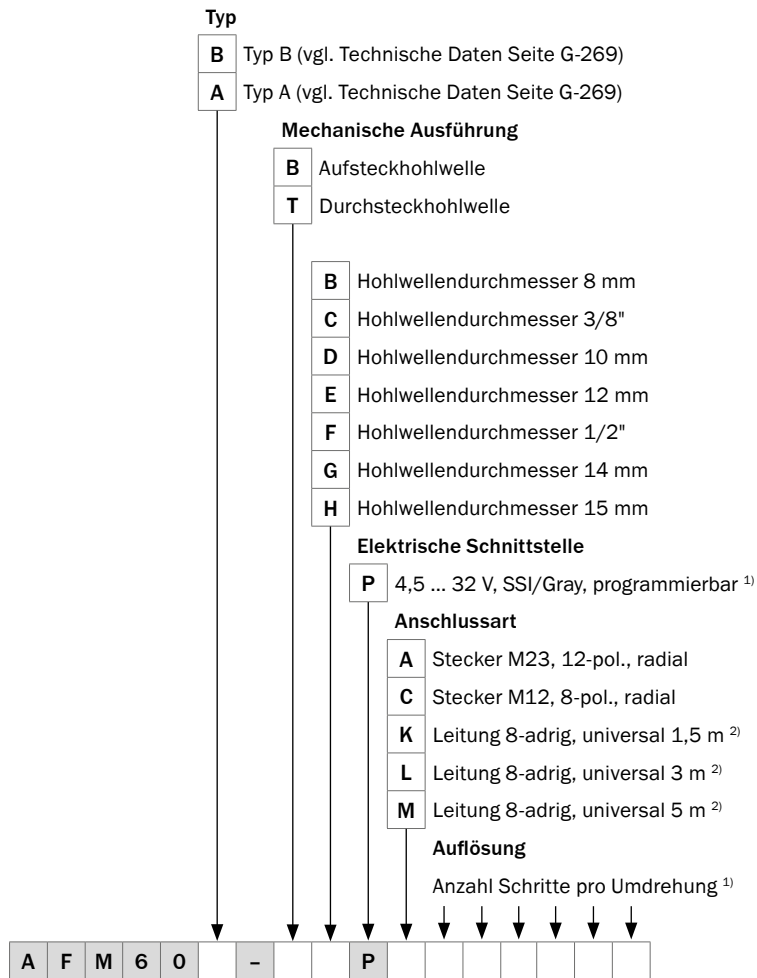 Typ
B Typ B (vgl. Technische Daten Seite G-269)
A Typ A (vgl. Technische Daten Seite G-269)
Mechanische Ausführung
B Aufsteckhohlwelle
T Durchsteckhohlwelle
B Hohlwellendurchmesser 8 mm
C Hohlwellendurchmesser 3/8"
D Hohlwellendurchmesser 10 mm
E Hohlwellendurchmesser 12 mm
F Hohlwellendurchmesser 1/2"
G Hohlwellendurchmesser 14 mm
H Hohlwellendurchmesser 15 mm
Elektrische Schnittstelle
P 4,5 ... 32 V, SSI/Gray, programmierbar 1)
Anschlussart
A Stecker M23, 12-pol., radial
C Stecker M12, 8-pol., radial
K Leitung 8-adrig, universal 1,5 m 2)
L Leitung 8-adrig, universal 3 m 2)
M Leitung 8-adrig, universal 5 m 2)
Auflösung
Anzahl Schritte pro Umdrehung 1)
A F M 6 0 – P